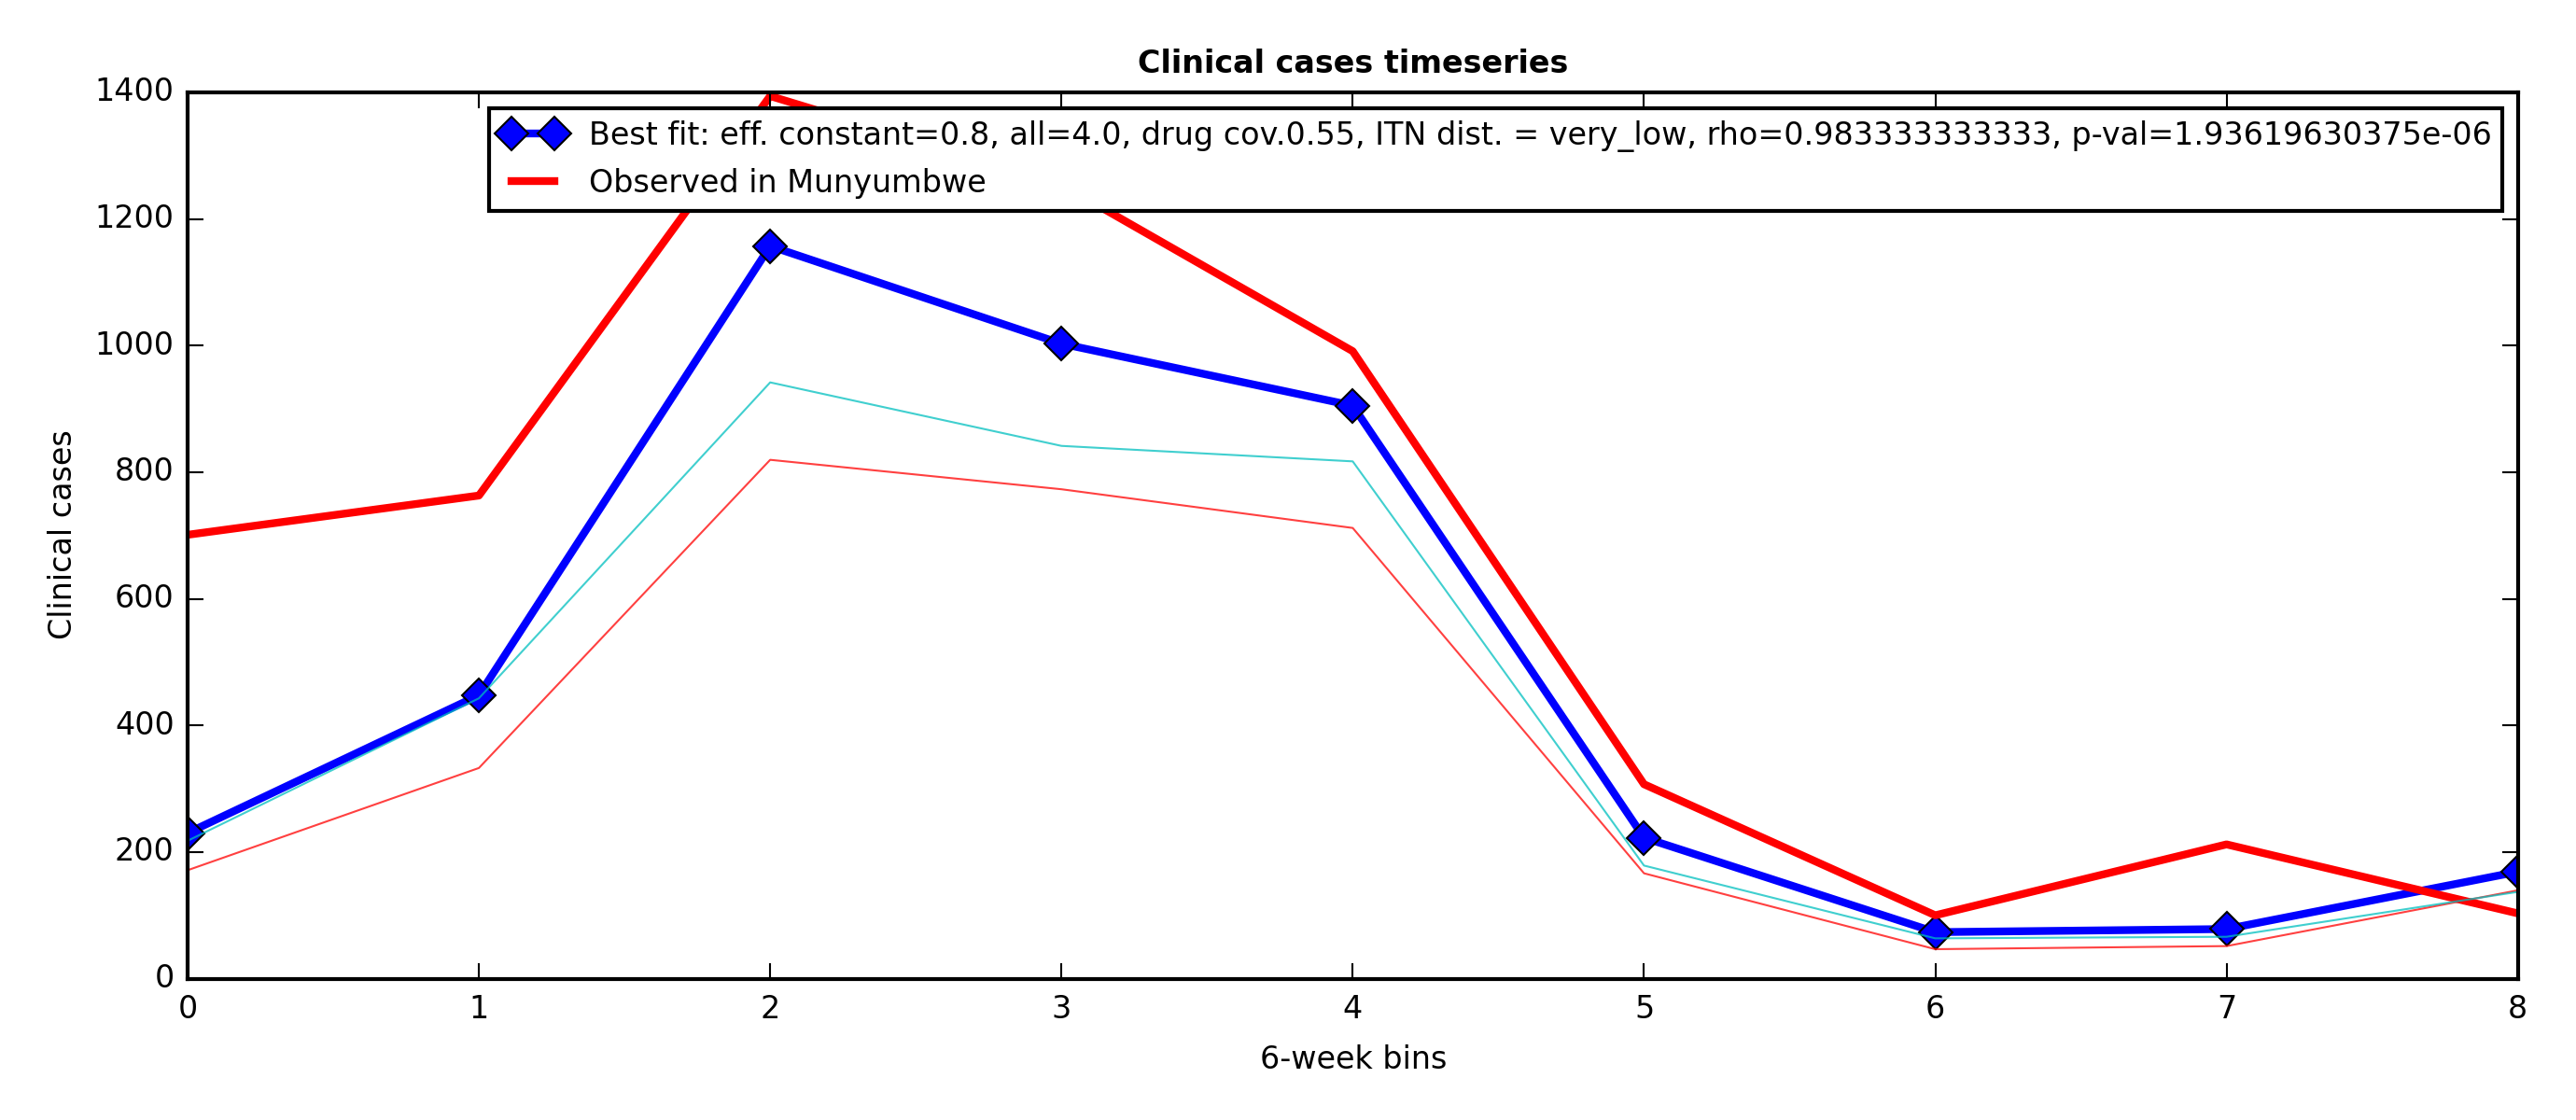 Clinical cases timeseries
1400
1200
1000
800
600
400
200
0
Clinical cases
Best fit: eff. constant=0.8, all=4.0, drug cov.0.55, ITN dist. = very_low, rho=0.983333333333, p-val=1.93619630375e-06
Observed in Munyumbwe
0 1 2 3 4 5 6 7 8
6-week bins